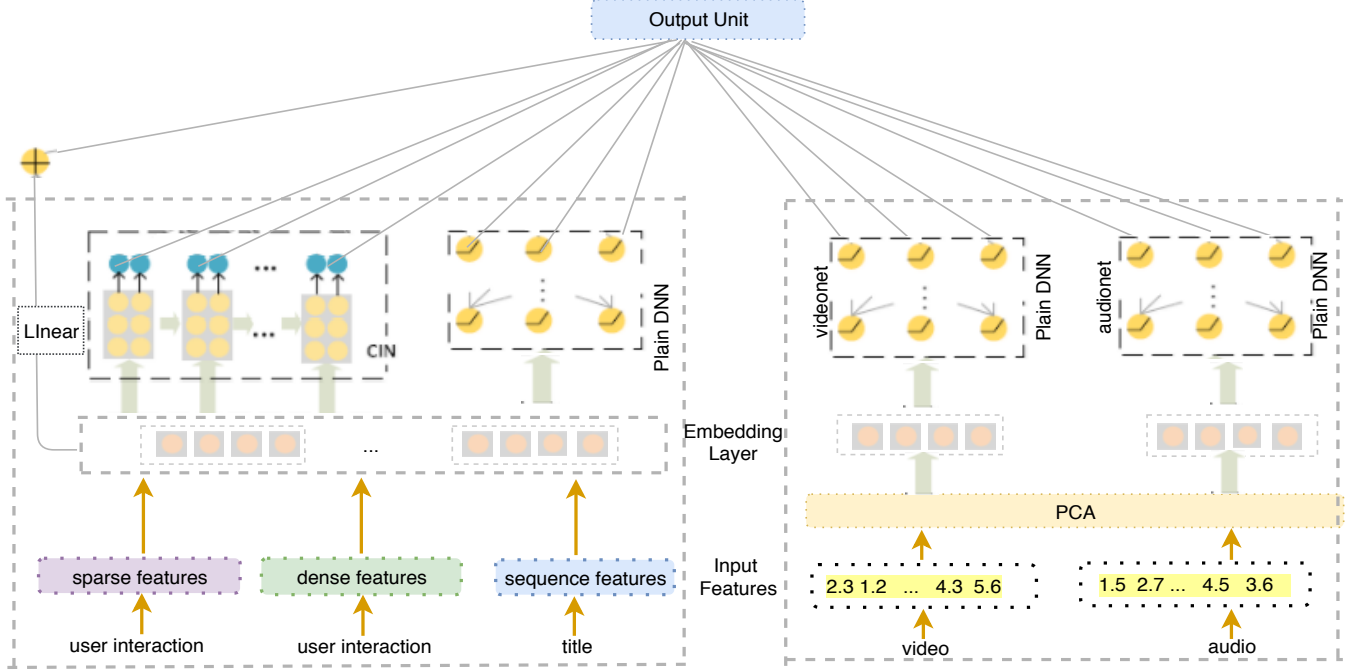 Output Unit
LInear
CIN
Plain DNN
videonet
Plain DNN
audionet
Plain DNN
...
Embedding
Layer
PCA
sparse features
dense features
sequence features
Input
Features
2.3 1.2 ... 4.3 5.6
1.5 2.7 ... 4.5 3.6
user interaction
user interaction
title
video
audio